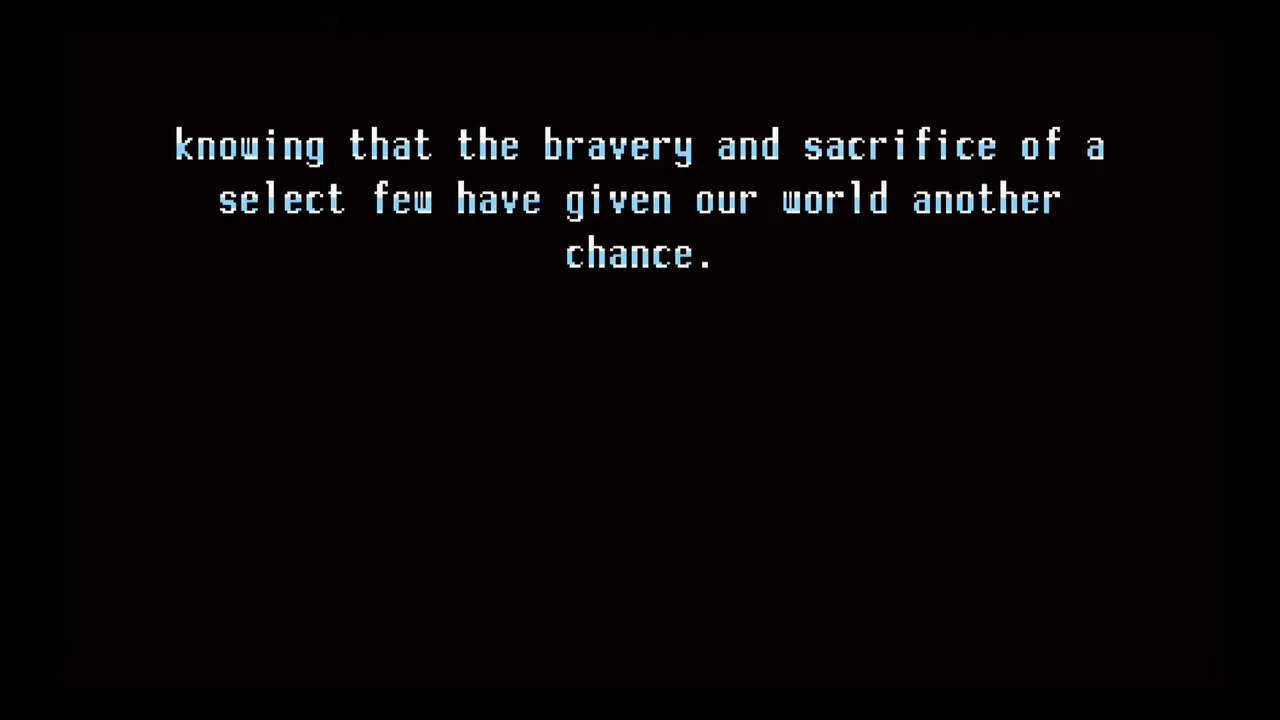 knowing that the bravery and sacrifice of a
select few have given our world another
chance.